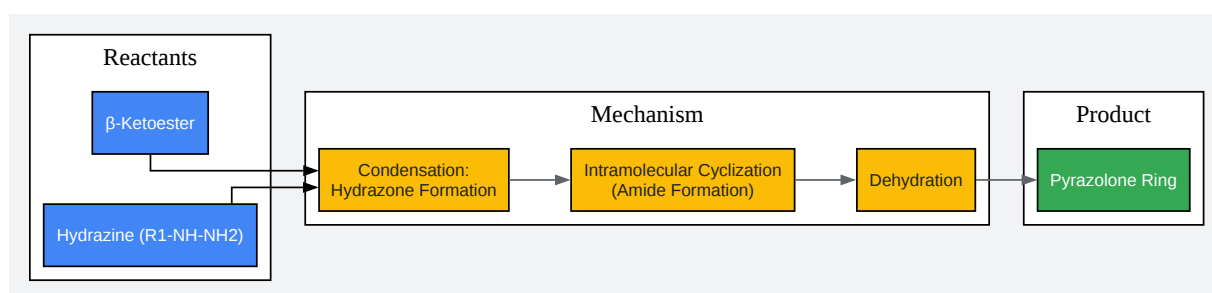 Reactants
β-Ketoester
Hydrazine (R1-NH-NH2)
Mechanism
Condensation:
Hydrazone Formation
Intramolecular Cyclization
(Amide Formation)
Dehydration
Product
Pyrazolone Ring